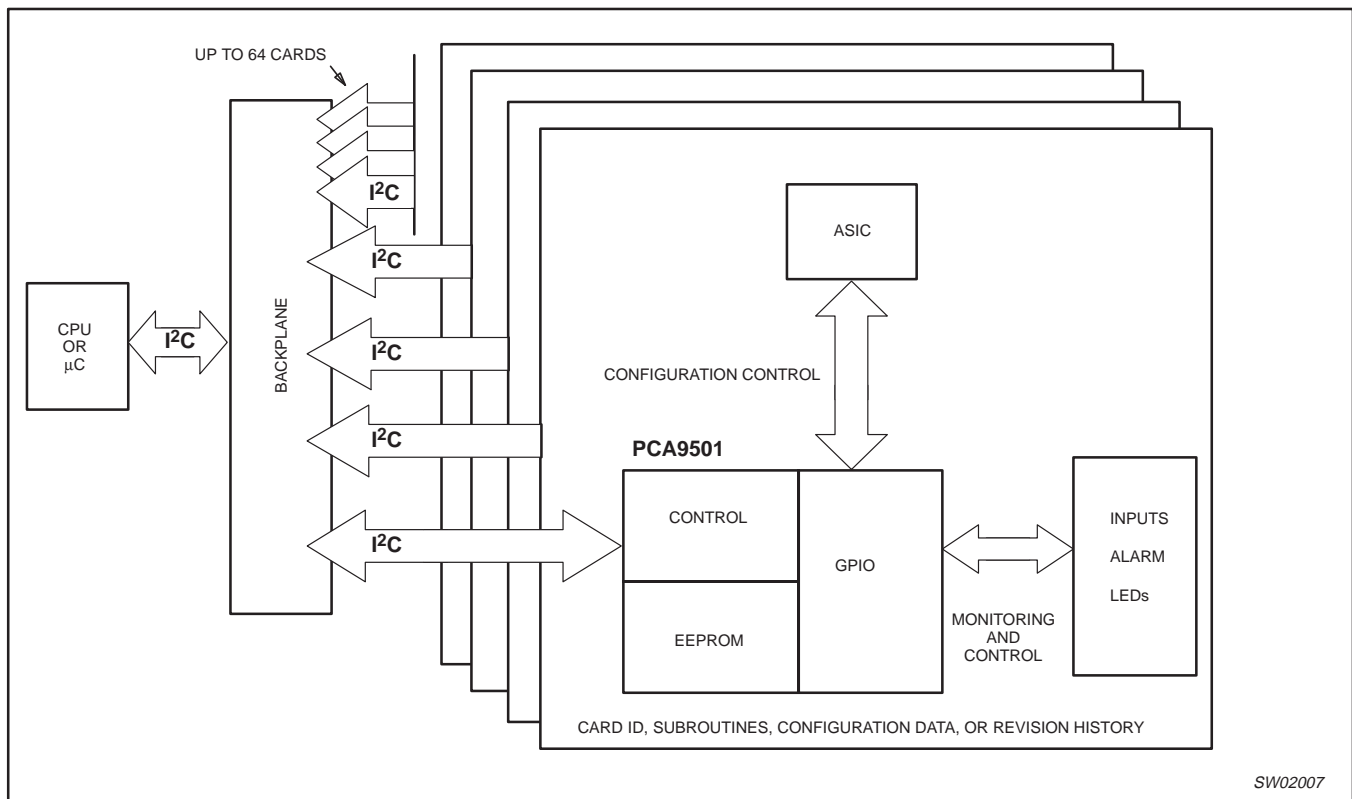 UP TO 64 CARDS
I²C
I²C
I²C
I²C
I²C
I²C
CPU
OR
μC
BACKPLANE
ASIC
CONFIGURATION CONTROL
PCA9501
CONTROL
EEPROM
GPIO
INPUTS
ALARM
LEDs
MONITORING
AND
CONTROL
CARD ID, SUBROUTINES, CONFIGURATION DATA, OR REVISION HISTORY
SW02007